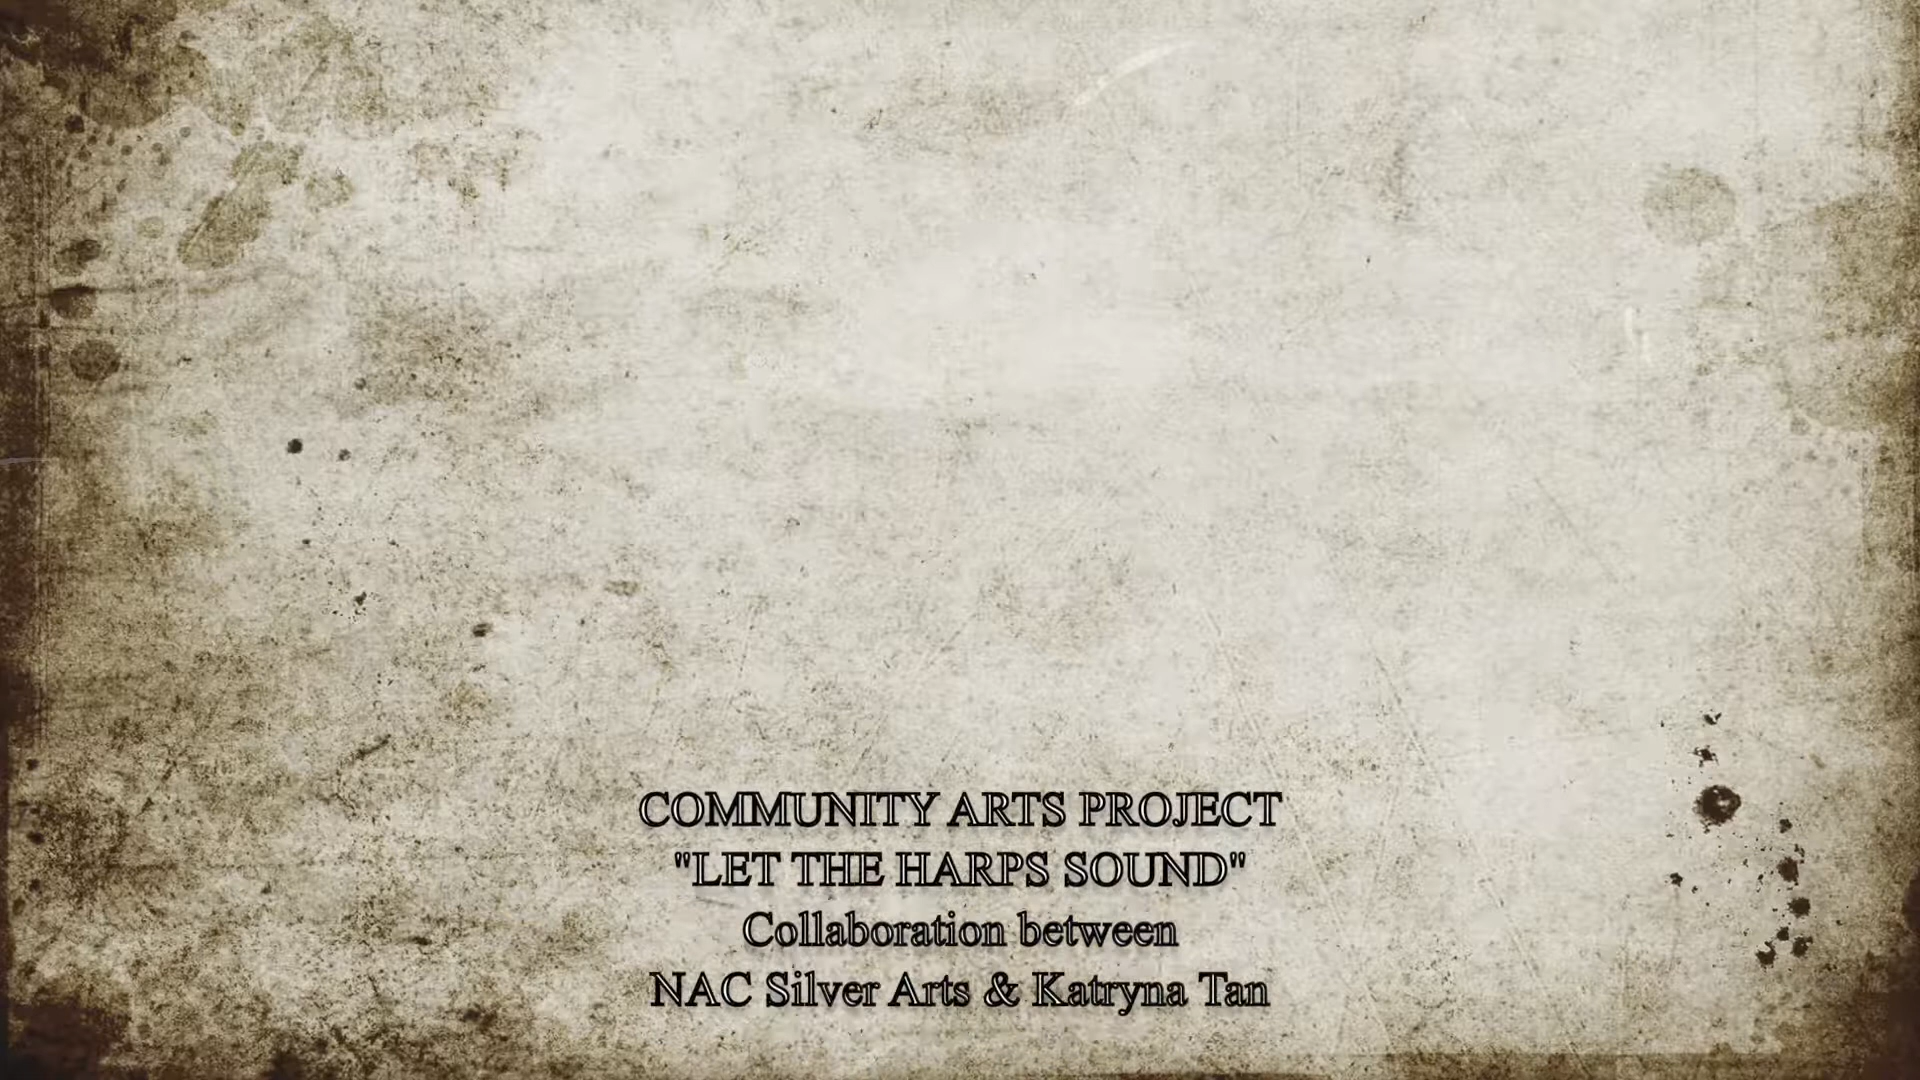 COMMUNITY ARTS PROJECT
"LET THE HARPS SOUND"
Collaboration between
NAC Silver Arts & Katryna Tan